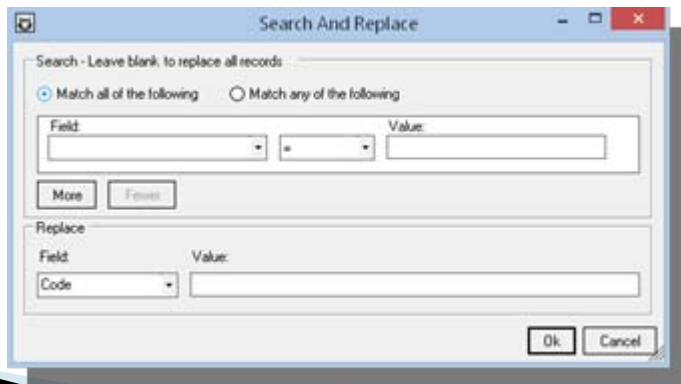 Search And Replace
Search - Leave blank to replace all records
Match all of the following Match any of the following
Field: Value:
=
More Fewer
Replace
Field: Value:
Code
Ok Cancel